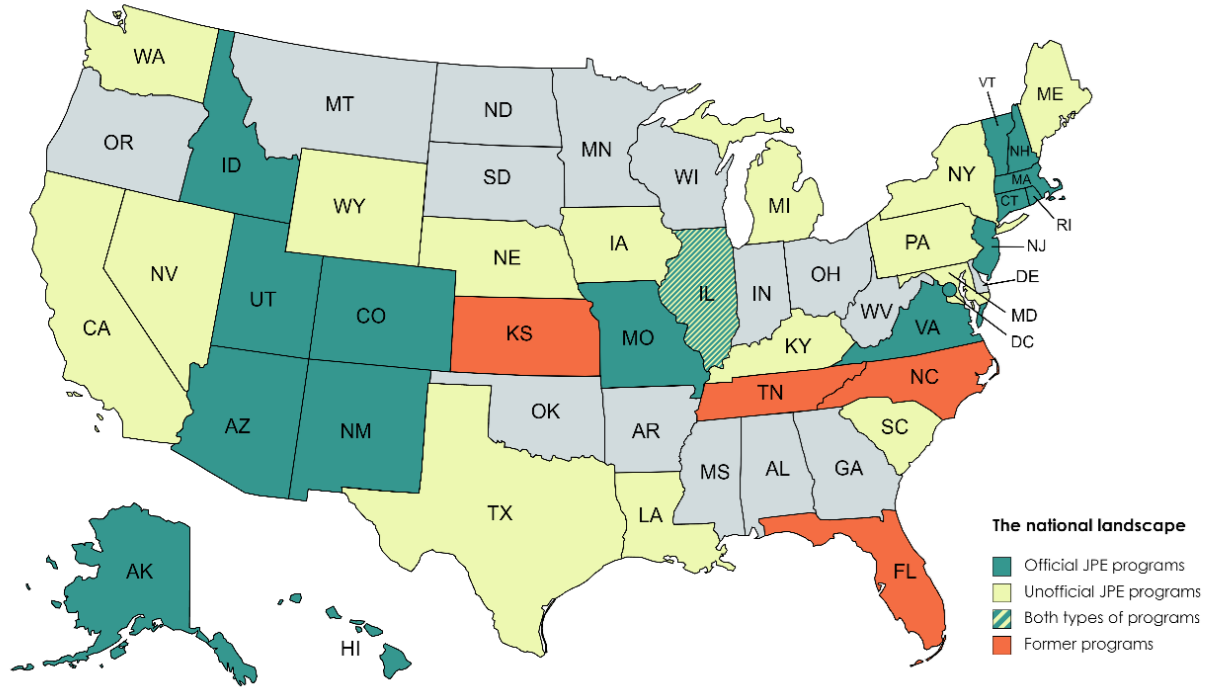 WA
MT
ND
MN
OR
ID
SD
WI
WY
MI
VT
ME
NH
NY
MA
CT
RI
NV
UT
CO
NE
IA
IL
IN
OH
PA
NJ
DE
MD
DC
WV
VA
CA
KS
MO
KY
TN
NC
AZ
NM
OK
AR
SC
MS
AL
GA
TX
LA
FL
AK
HI
The national landscape
Official JPE programs
Unofficial JPE programs
Both types of programs
Former programs